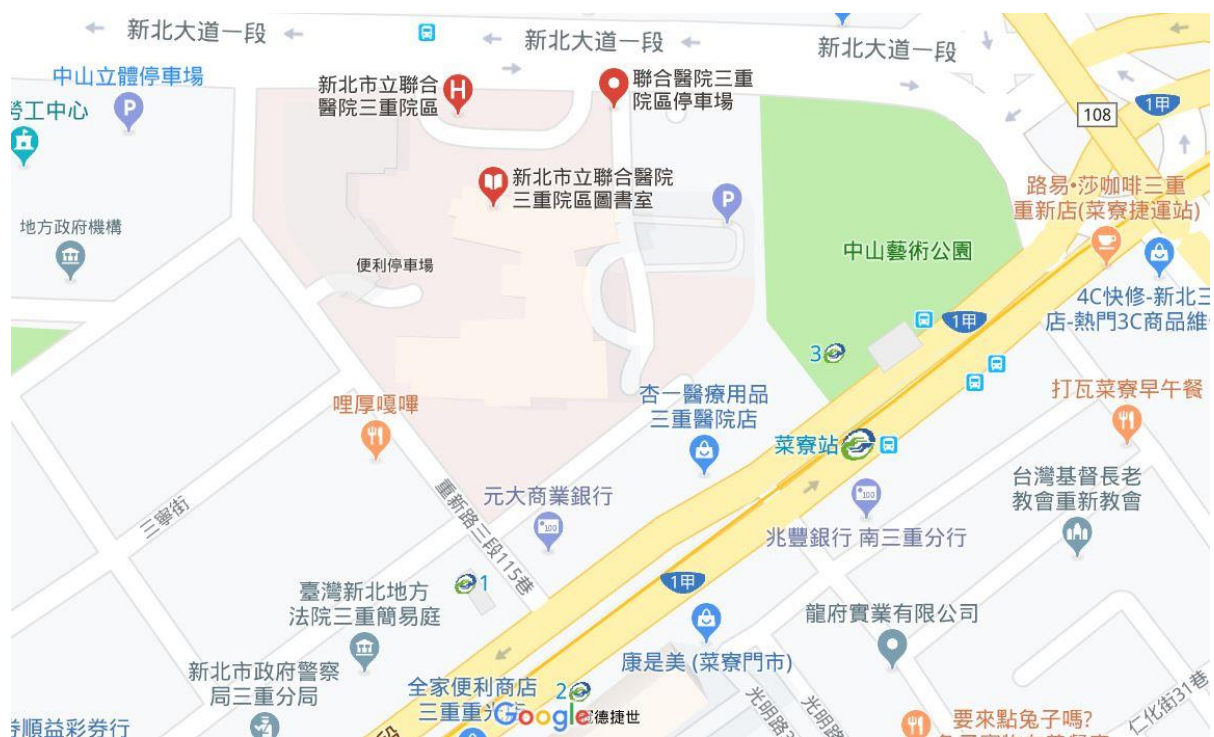 新北大道一段
新北大道一段
新北大道一段
中山立體停車場
P
新北市立聯合
醫院三重院區
H
聯合醫院三重
院區停車場
108
1甲
勞工中心
新北市立聯合醫院
三重院區圖書室
路易•莎咖啡三重
重新店(菜寮捷運站)
地方政府機構
P
中山藝術公園
便利停車場
4C快修-新北三
店-熱門3C商品維
1甲
3
哩厚嘎嗶
杏一醫療用品
三重醫院店
打瓦菜寮早午餐
菜寮站
台灣基督長老
教會重新教會
元大商業銀行
100
100
兆豐銀行 南三重分行
三寧街
重新路三段115巷
1甲
1
臺灣新北地方
法院三重簡易庭
龍府實業有限公司
康是美 (菜寮門市)
新北市政府警察
局三重分局
全家便利商店
三重重光
2
Google
德捷世
光明路
光明路
仁化街31巷
券順益彩券行
段
要來點兔子嗎?